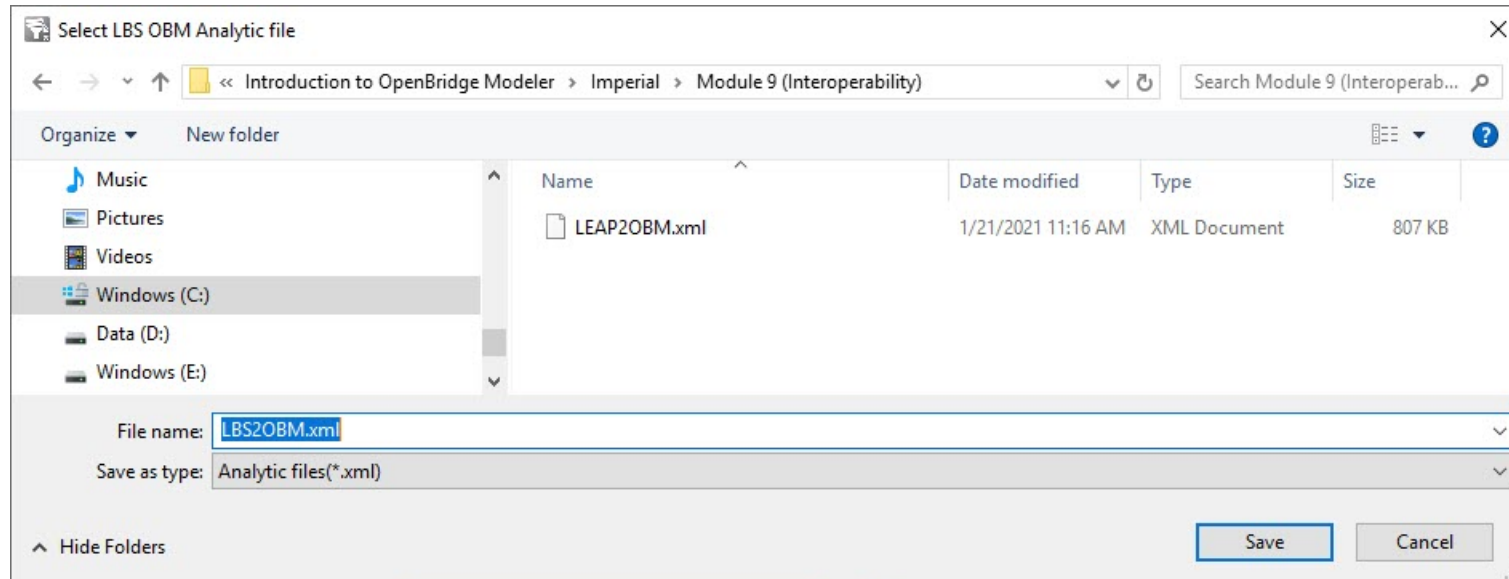 Select LBS OBM Analytic file
« Introduction to OpenBridge Modeler > Imperial > Module 9 (Interoperability)
Search Module 9 (Interoperab...
Organize New folder
Music
Pictures
Videos
Windows (C:)
Data (D:)
Windows (E:)
Name Date modified Type Size
LEAP2OBM.xml 1/21/2021 11:16 AM XML Document 807 KB
File name: LBS2OBM.xml
Save as type: Analytic files(*.xml)
Hide Folders
Save Cancel